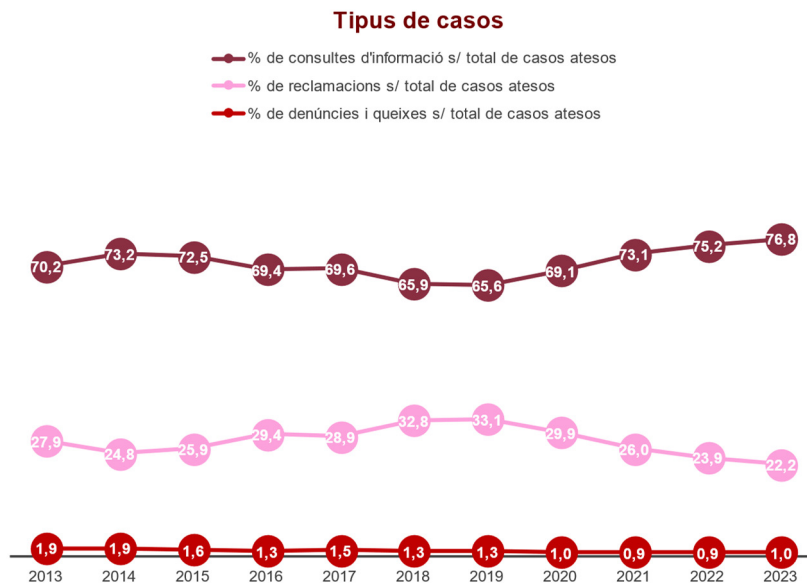 Tipus de casos
% de consultes d'informació s/ total de casos atesos
% de reclamacions s/ total de casos atesos
% de denúncies i queixes s/ total de casos atesos
70,2 73,2 72,5 69,4 69,6 65,9 65,6 69,1 73,1 75,2 76,8
27,9 24,8 25,9 29,4 28,9 32,8 33,1 29,9 26,0 23,9 22,2
1,9 1,9 1,6 1,3 1,5 1,3 1,3 1,0 0,9 0,9 1,0
2013 2014 2015 2016 2017 2018 2019 2020 2021 2022 2023